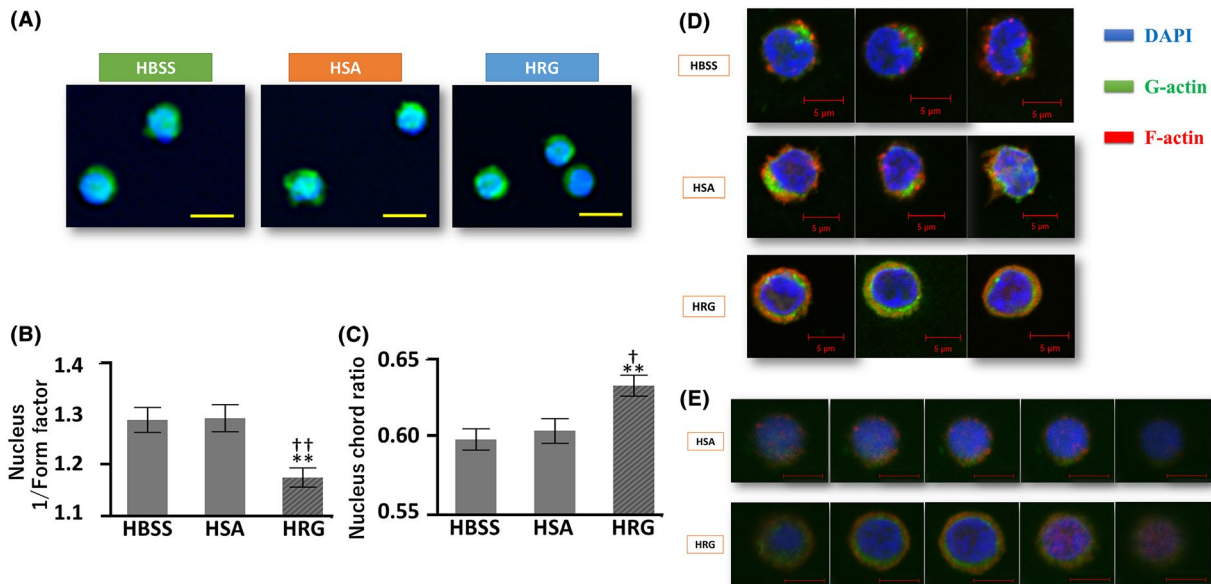 (A)
HBSS
HSA
HRG
(B)
Nucleus
1/Form factor
1.4
1.3
1.2
1.1
††
**
HBSS
HSA
HRG
(C)
Nucleus chord ratio
0.65
0.60
0.55
†
**
HBSS
HSA
HRG
(D)
HBSS
5 µm
5 µm
5 µm
HSA
5 µm
5 µm
5 µm
HRG
5 µm
5 µm
5 µm
DAPI
G-actin
F-actin
(E)
HSA
HRG